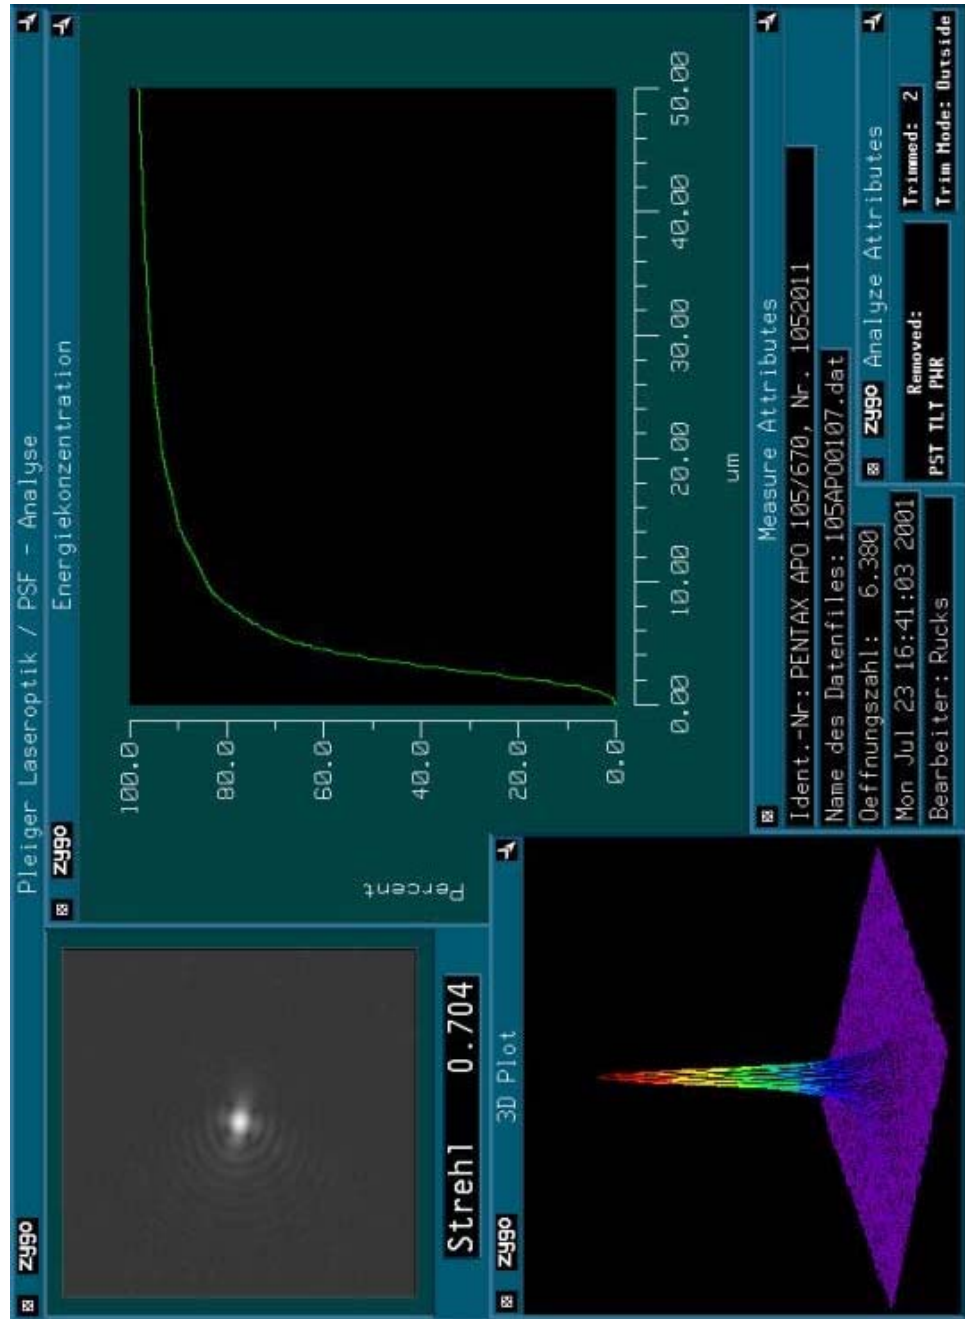 zygo Pleiger Laseroptik / PSF - Analyse
zygo Energiekonzentration
Percent
100.0
80.0
60.0
40.0
20.0
0.0
0.00 10.00 20.00 30.00 40.00 50.00
um
Strehl 0.704
zygo 3D Plot
Measure Attributes
Ident.-Nr: PENTAX APO 105/670, Nr. 1052011
Name des Datenfiles: 105APO0107.dat
Oeffnungszahl: 6.380
Mon Jul 23 16:41:03 2001
Bearbeiter: Rucks
zygo Analyze Attributes
Removed:
PST TLT PWR
Trimmed: 2
Trim Mode: Outside